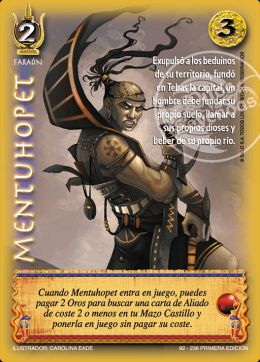 2
3
FARAÓN
MENTUHOPET
Expulsó a los beduinos
de su territorio, fundó
en Tebas la capital, un
hombre debe fundar su
propio suelo, llamar a
sus propios dioses y
beber de su propio río.
Cuando Mentuhopet entra en juego, puedes
pagar 2 Oros para buscar una carta de Aliado
de coste 2 o menos en tu Mazo Castillo y
ponerla en juego sin pagar su coste.
ILUSTRADOR: CAROLINA EADE
92 - 236 PRIMERA EDICIÓN